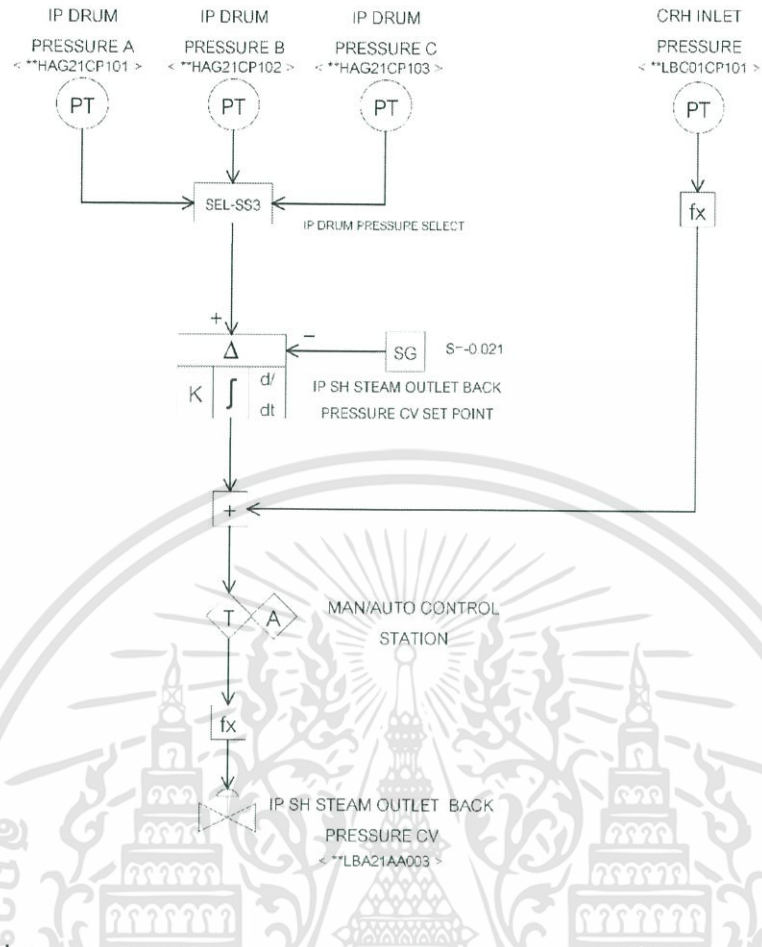 IP DRUM IP DRUM IP DRUM CRH INLET
PRESSURE A PRESSURE B PRESSURE C PRESSURE
< **HAG21CP101 > < **HAG21CP102 > < **HAG21CP103 > < **LBC01CP101 >
PT PT PT PT
SEL-SS3 fx
IP DRUM PRESSURE SELECT
+ −
Δ SG S=-0.021
K ∫ d/
dt
IP SH STEAM OUTLET BACK
PRESSURE CV SET POINT
+
T A MAN/AUTO CONTROL
STATION
fx
IP SH STEAM OUTLET BACK
PRESSURE CV
< **LBA21AA003 >